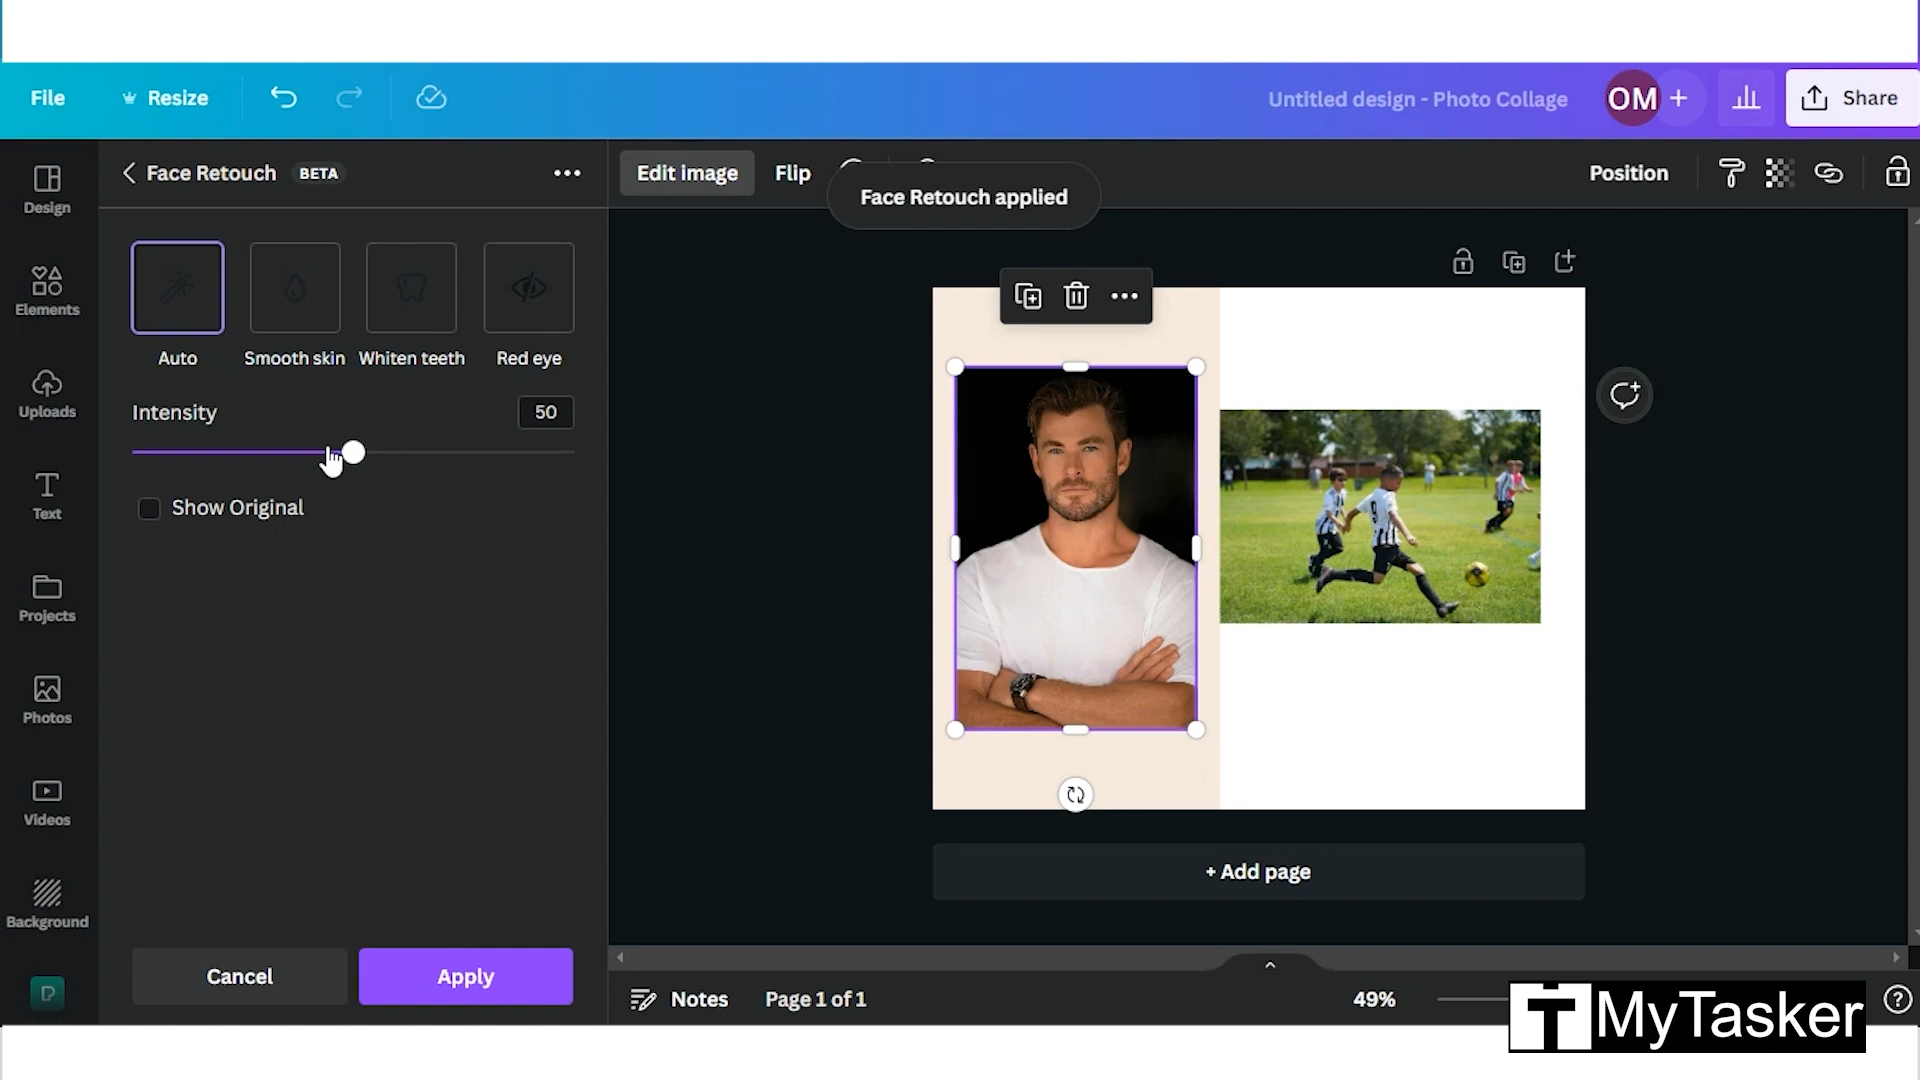 File
Resize
Untitled design - Photo Collage
OM
+
Share
Face Retouch BETA
Edit image
Flip
Position
Face Retouch applied
Design
Elements
Uploads
Text
Projects
Photos
Videos
Background
Auto
Smooth skin
Whiten teeth
Red eye
Intensity
50
Show Original
9
+ Add page
Cancel
Apply
Notes
Page 1 of 1
49%
?
MyTasker